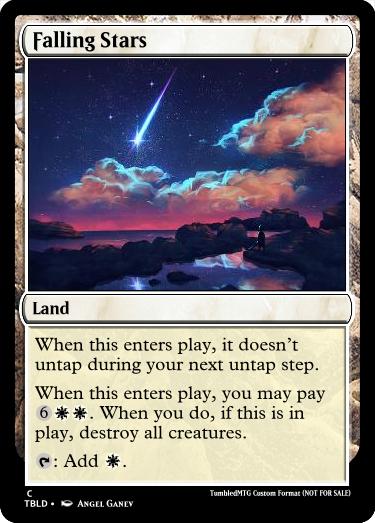 Falling Stars
Land
When this enters play, it doesn't
untap during your next untap step.
When this enters play, you may pay
6. When you do, if this is in
play, destroy all creatures.
: Add .
C
TBLD • Angel Ganev
TumbledMTG Custom Format (NOT FOR SALE)